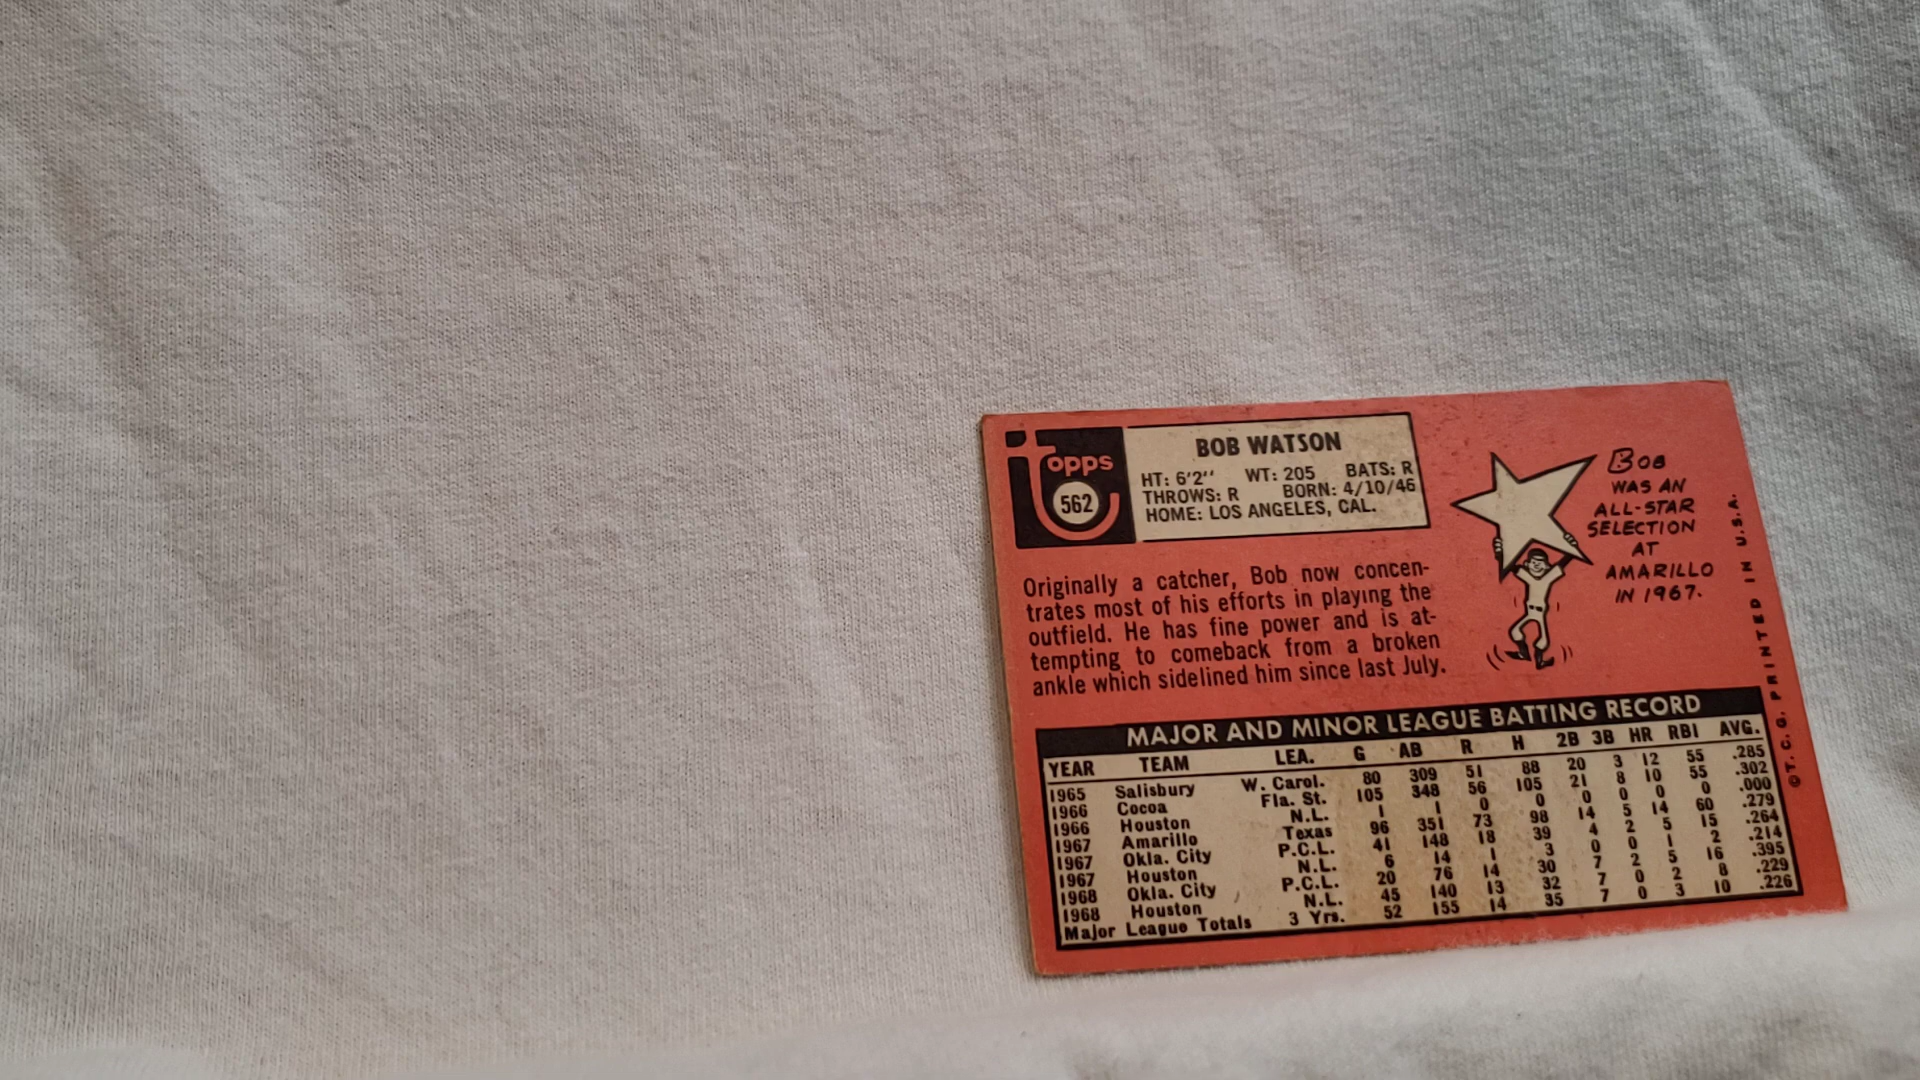 topps
562
BOB WATSON
HT: 6'2" WT: 205 BATS: R
THROWS: R BORN: 4/10/46
HOME: LOS ANGELES, CAL.
BOB
WAS AN
ALL-STAR
SELECTION
AT
AMARILLO
IN 1967.
Originally a catcher, Bob now concen-
trates most of his efforts in playing the
outfield. He has fine power and is at-
tempting to comeback from a broken
ankle which sidelined him since last July.
MAJOR AND MINOR LEAGUE BATTING RECORD
YEAR TEAM LEA. G AB R H 2B 3B HR RBI AVG.
1965 Salisbury W. Carol. 80 309 51 88 20 3 12 55 .285
1966 Cocoa Fla. St. 105 348 56 105 21 8 10 55 .302
1966 Houston N.L. 1 1 0 0 0 0 0 0 .000
1967 Amarillo Texas 96 351 73 98 14 5 14 60 .279
1967 Okla. City P.C.L. 41 148 18 39 4 2 5 15 .264
1967 Houston N.L. 6 14 1 3 0 0 1 2 .214
1968 Okla. City P.C.L. 20 76 14 30 7 2 5 16 .395
1968 Houston N.L. 45 140 13 32 7 0 2 8 .229
Major League Totals 3 Yrs. 52 155 14 35 7 0 3 10 .226
©T.C.G. PRINTED IN U.S.A.